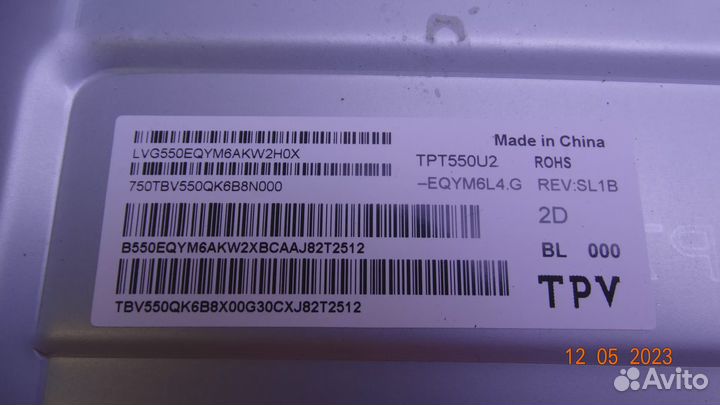 Made in China
LVG550EQYM6AKW2H0X
TPT550U2 ROHS
750TBV550QK6B8N000
-EQYM6L4.G REV:SL1B
2D
B550EQYM6AKW2XBCAAJ82T2512
BL 000
TPV
TBV550QK6B8X00G30CXJ82T2512
12 05 2023
Avito